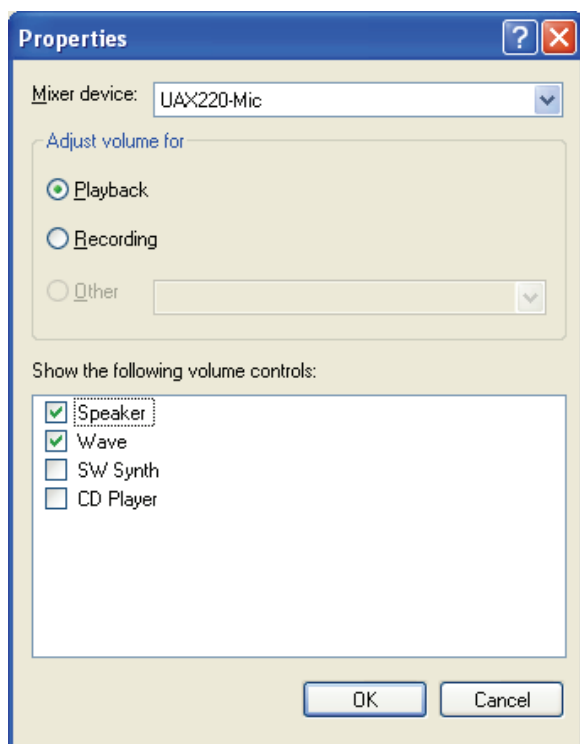 Properties
Mixer device: UAX220-Mic
Adjust volume for
Playback
Recording
Other
Show the following volume controls:
Speaker
Wave
SW Synth
CD Player
OK Cancel